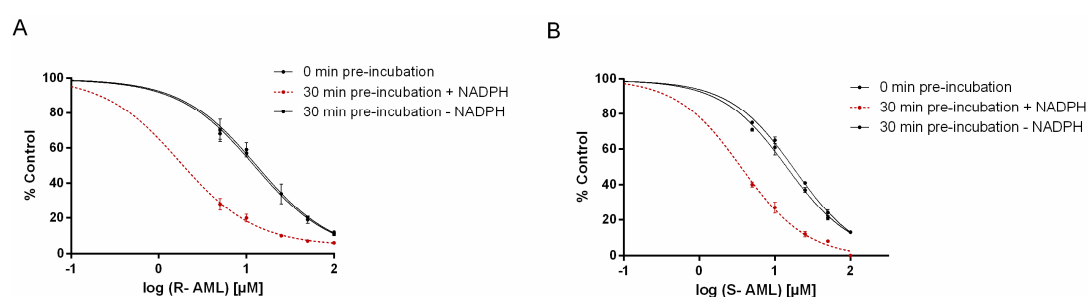 A
0 min pre-incubation
30 min pre-incubation + NADPH
30 min pre-incubation - NADPH
% Control
100
80
60
40
20
0
-1
0
1
2
log (R- AML) [µM]
B
0 min pre-incubation
30 min pre-incubation + NADPH
30 min pre-incubation - NADPH
% Control
100
80
60
40
20
0
-1
0
1
2
log (S- AML) [µM]